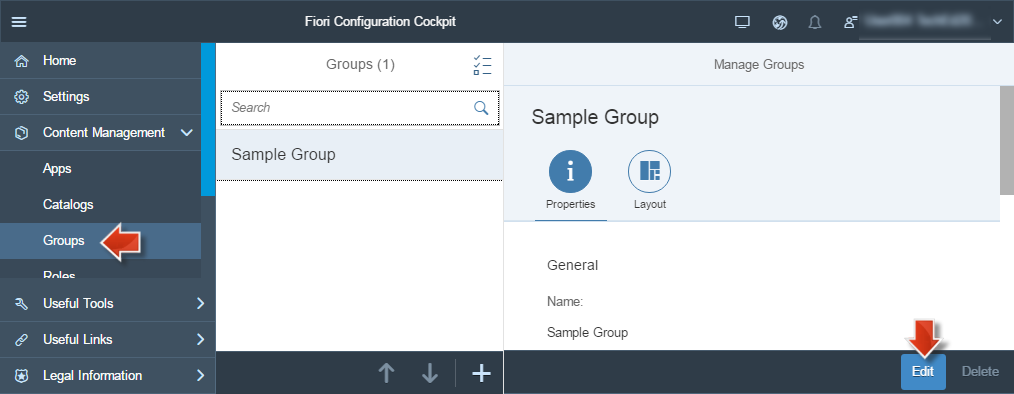 Fiori Configuration Cockpit
Home
Settings
Content Management
Apps
Catalogs
Groups
Roles
Useful Tools
Useful Links
Legal Information
Groups (1)
Search
Sample Group
Manage Groups
Sample Group
Properties
Layout
General
Name:
Sample Group
Edit
Delete